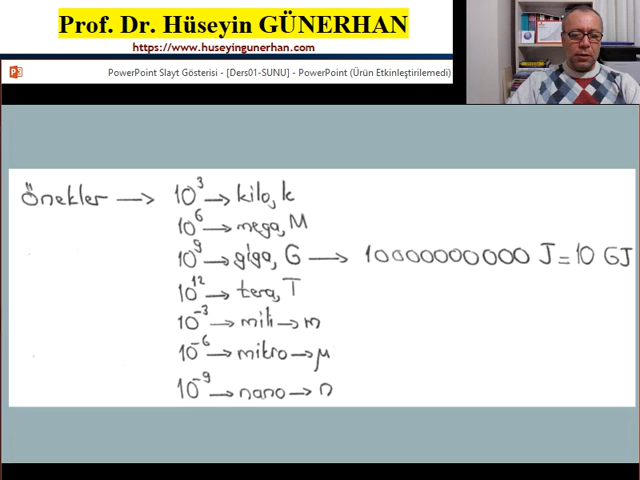 Prof. Dr. Hüseyin GÜNERHAN
https://www.huseyingunerhan.com
PowerPoint Slayt Gösterisi - [Ders01-SUNU] - PowerPoint (Ürün Etkinleştirilemedi)
Önekler → 10³ → kilo, k
10⁶ → mega, M
10⁹ → giga, G → 10000000000 J = 10 GJ
10¹² → tera, T
10⁻³ → mili → m
10⁻⁶ → mikro → μ
10⁻⁹ → nano → n